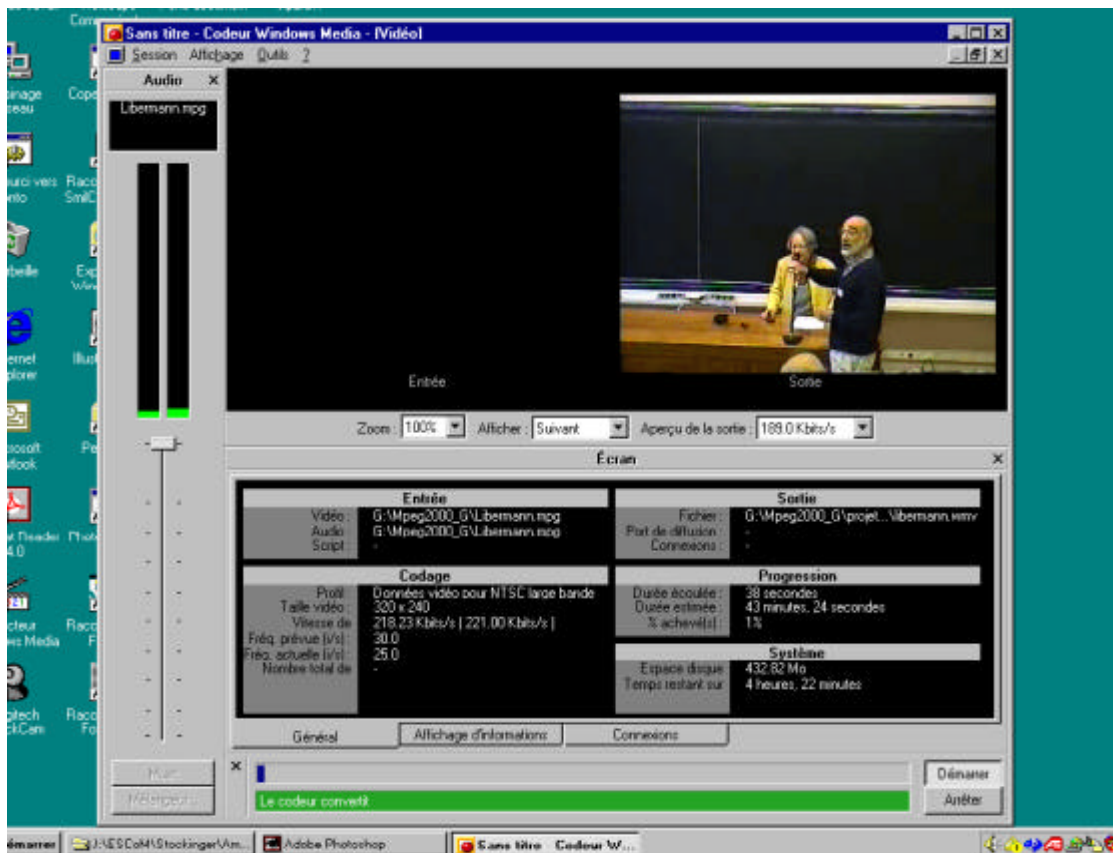 Sans titre - Codeur Windows Media - [Vidéo]
Session Affichage Outils ?
Audio
Libermann.mpg
Entrée
Sortie
Zoom : 100% Afficher : Suivant Aperçu de la sortie : 189.0 Kbits/s
Écran
Entrée
Vidéo : G:\Mpeg2000_G\Libermann.mpg
Audio : G:\Mpeg2000_G\Libermann.mpg
Script : -
Sortie
Fichier : G:\Mpeg2000_G\projet...\libermann.wmv
Port de diffusion : -
Connexions : -
Codage
Profil : Données vidéo pour NTSC large bande
Taille vidéo : 320 x 240
Vitesse de 218.23 Kbits/s | 221.00 Kbits/s |
Fréq. prévue (i/s) : 30.0
Fréq. actuelle (i/s) : 25.0
Nombre total de -
Progression
Durée écoulée : 38 secondes
Durée estimée : 43 minutes, 24 secondes
% achevé(s) : 1%
Système
Espace disque 432.82 Mo
Temps restant sur 4 heures, 22 minutes
Général Affichage d'informations Connexions
Démarrer
Le codeur convertit
Arrêter
émarrer J:\ESCoM\Stockinger\Am... Adobe Photoshop Sans titre - Codeur W...